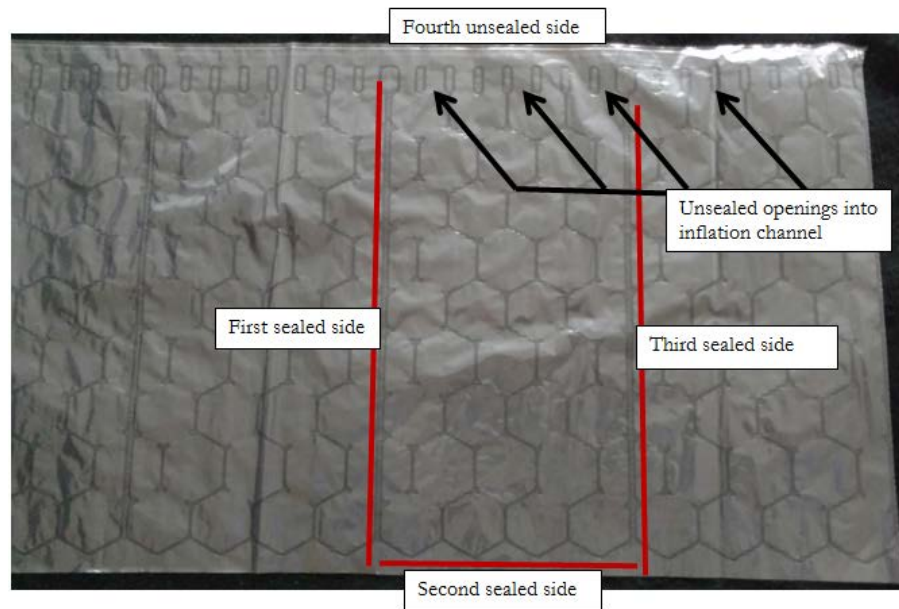 Fourth unsealed side
Unsealed openings into
inflation channel
First sealed side
Third sealed side
Second sealed side